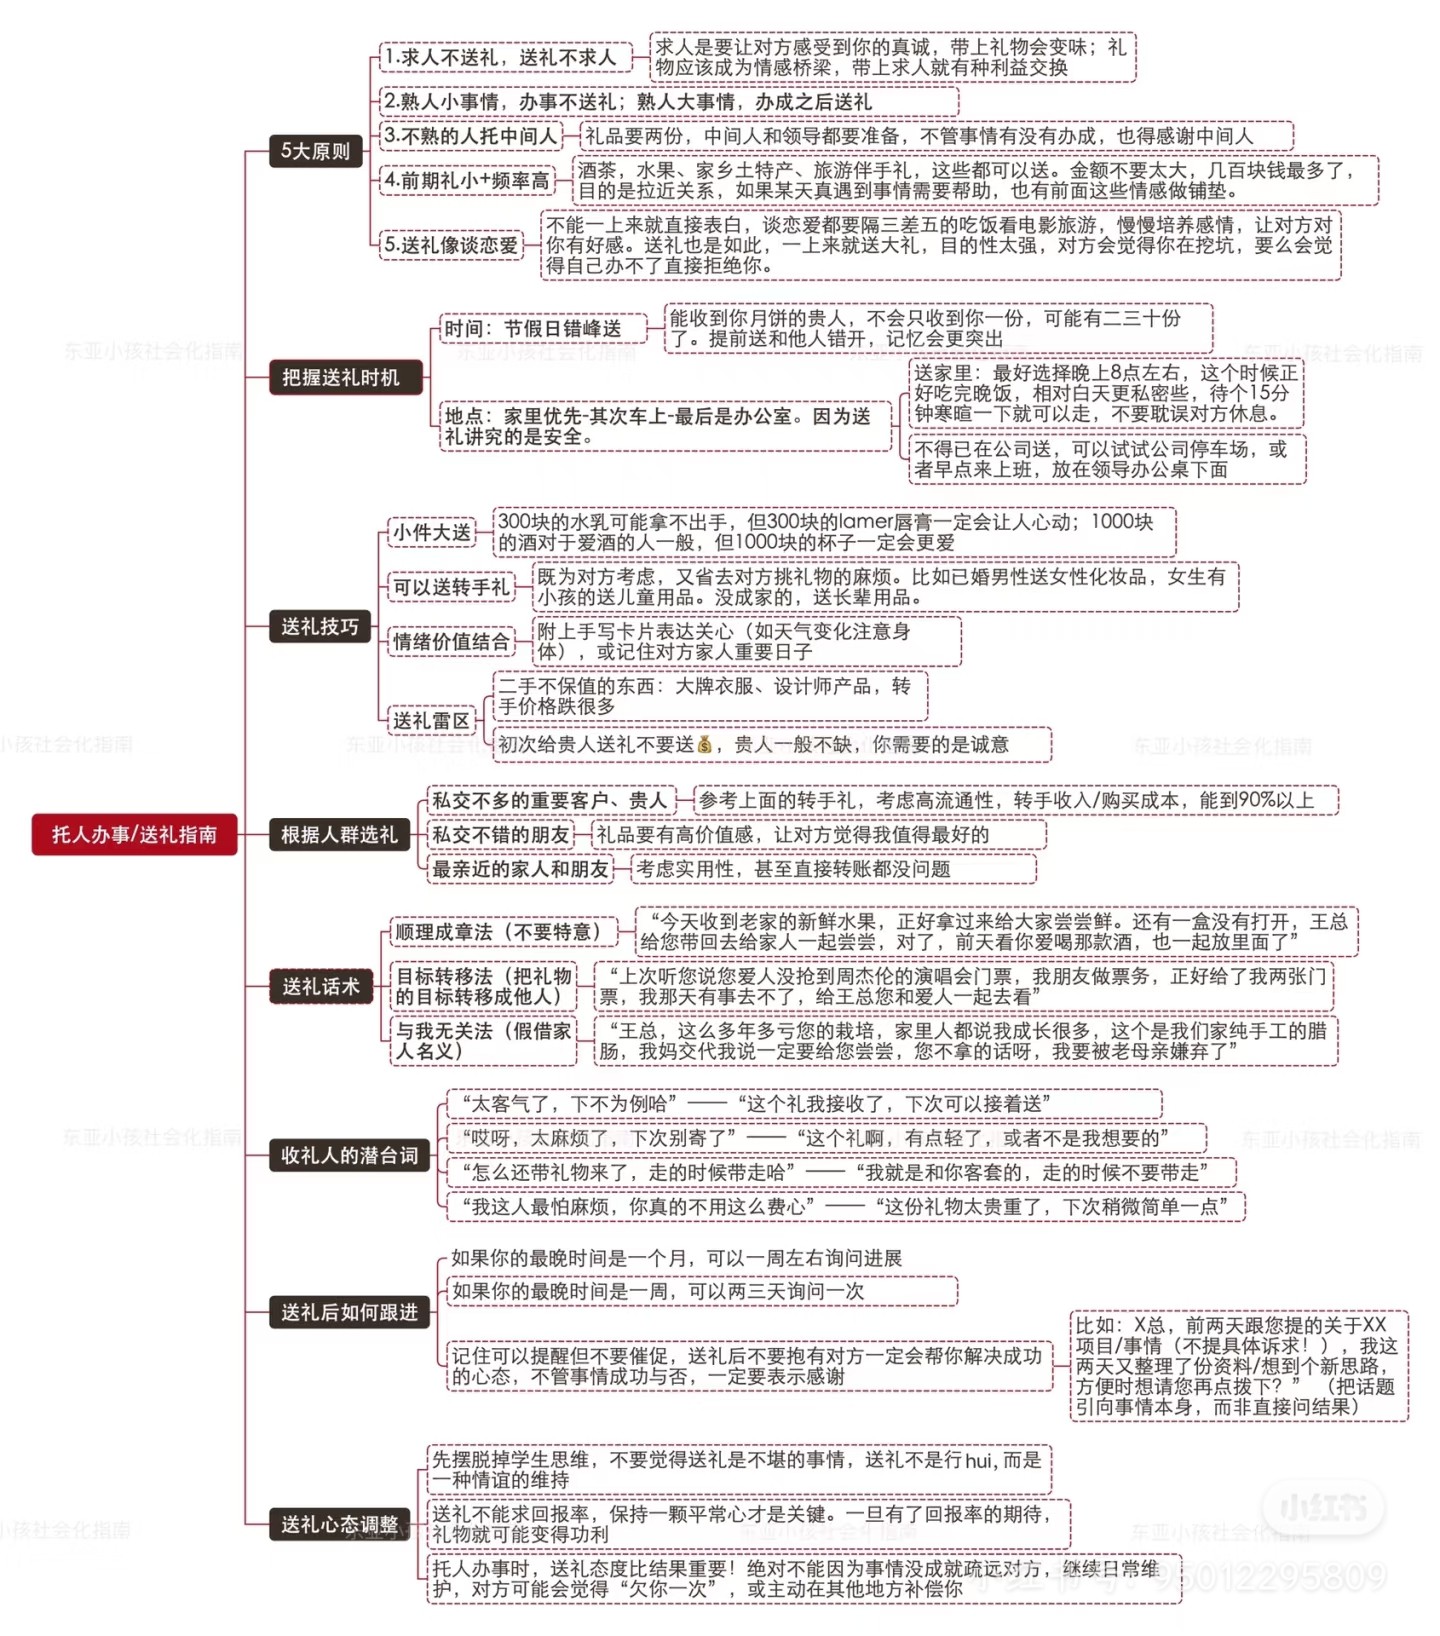 托人办事/送礼指南
5大原则
1.求人不送礼，送礼不求人
求人是要让对方感受到你的真诚，带上礼物会变味；礼
物应该成为情感桥梁，带上求人就有种利益交换
2.熟人小事情，办事不送礼；熟人大事情，办成之后送礼
3.不熟的人托中间人
礼品要两份，中间人和领导都要准备，不管事情有没有办成，也得感谢中间人
4.前期礼小+频率高
酒茶，水果、家乡土特产、旅游伴手礼，这些都可以送。金额不要太大，几百块钱最多了，
目的是拉近关系，如果某天真遇到事情需要帮助，也有前面这些情感做铺垫。
5.送礼像谈恋爱
不能一上来就直接表白，谈恋爱都要隔三差五的吃饭看电影旅游，慢慢培养感情，让对方对
你有好感。送礼也是如此，一上来就送大礼，目的性太强，对方会觉得你在挖坑，要么会觉
得自己办不了直接拒绝你。
把握送礼时机
时间：节假日错峰送
能收到你月饼的贵人，不会只收到你一份，可能有二三十份
了。提前送和他人错开，记忆会更突出
地点：家里优先-其次车上-最后是办公室。因为送
礼讲究的是安全。
送家里：最好选择晚上8点左右，这个时候正
好吃完晚饭，相对白天更私密些，待个15分
钟寒暄一下就可以走，不要耽误对方休息。
不得已在公司送，可以试试公司停车场，或
者早点来上班，放在领导办公桌下面
送礼技巧
小件大送
300块的水乳可能拿不出手，但300块的lamer唇膏一定会让人心动；1000块
的酒对于爱酒的人一般，但1000块的杯子一定会更爱
可以送转手礼
既为对方考虑，又省去对方挑礼物的麻烦。比如已婚男性送女性化妆品，女生有
小孩的送儿童用品。没成家的，送长辈用品。
情绪价值结合
附上手写卡片表达关心（如天气变化注意身
体），或记住对方家人重要日子
送礼雷区
二手不保值的东西：大牌衣服、设计师产品，转
手价格跌很多
初次给贵人送礼不要送💰，贵人一般不缺，你需要的是诚意
根据人群选礼
私交不多的重要客户、贵人
参考上面的转手礼，考虑高流通性，转手收入/购买成本，能到90%以上
私交不错的朋友
礼品要有高价值感，让对方觉得我值得最好的
最亲近的家人和朋友
考虑实用性，甚至直接转账都没问题
送礼话术
顺理成章法（不要特意）
“今天收到老家的新鲜水果，正好拿过来给大家尝尝鲜。还有一盒没有打开，王总
给您带回去给家人一起尝尝，对了，前天看你爱喝那款酒，也一起放里面了”
目标转移法（把礼物
的目标转移成他人）
“上次听您说您爱人没抢到周杰伦的演唱会门票，我朋友做票务，正好给了我两张门
票，我那天有事去不了，给王总您和爱人一起去看”
与我无关法（假借家
人名义）
“王总，这么多年多亏您的栽培，家里人都说我成长很多，这个是我们家纯手工的腊
肠，我妈交代我说一定要给您尝尝，您不拿的话呀，我要被老母亲嫌弃了”
收礼人的潜台词
“太客气了，下不为例哈”——“这个礼我接收了，下次可以接着送”
“哎呀，太麻烦了，下次别寄了”——“这个礼啊，有点轻了，或者不是我想要的”
“怎么还带礼物来了，走的时候带走哈”——“我就是和你客套的，走的时候不要带走”
“我这人最怕麻烦，你真的不用这么费心”——“这份礼物太贵重了，下次稍微简单一点”
送礼后如何跟进
如果你的最晚时间是一个月，可以一周左右询问进展
如果你的最晚时间是一周，可以两三天询问一次
记住可以提醒但不要催促，送礼后不要抱有对方一定会帮你解决成功
的心态，不管事情成功与否，一定要表示感谢
比如：X总，前两天跟您提的关于XX
项目/事情（不提具体诉求！），我这
两天又整理了份资料/想到个新思路，
方便时想请您再点拨下？”（把话题
引向事情本身，而非直接问结果）
送礼心态调整
先摆脱掉学生思维，不要觉得送礼是不堪的事情，送礼不是行hui，而是
一种情谊的维持
送礼不能求回报率，保持一颗平常心才是关键。一旦有了回报率的期待，
礼物就可能变得功利
托人办事时，送礼态度比结果重要！绝对不能因为事情没成就疏远对方，继续日常维
护，对方可能会觉得“欠你一次”，或主动在其他地方补偿你
东亚小孩社会化指南
小红书
小红书号：95012295809